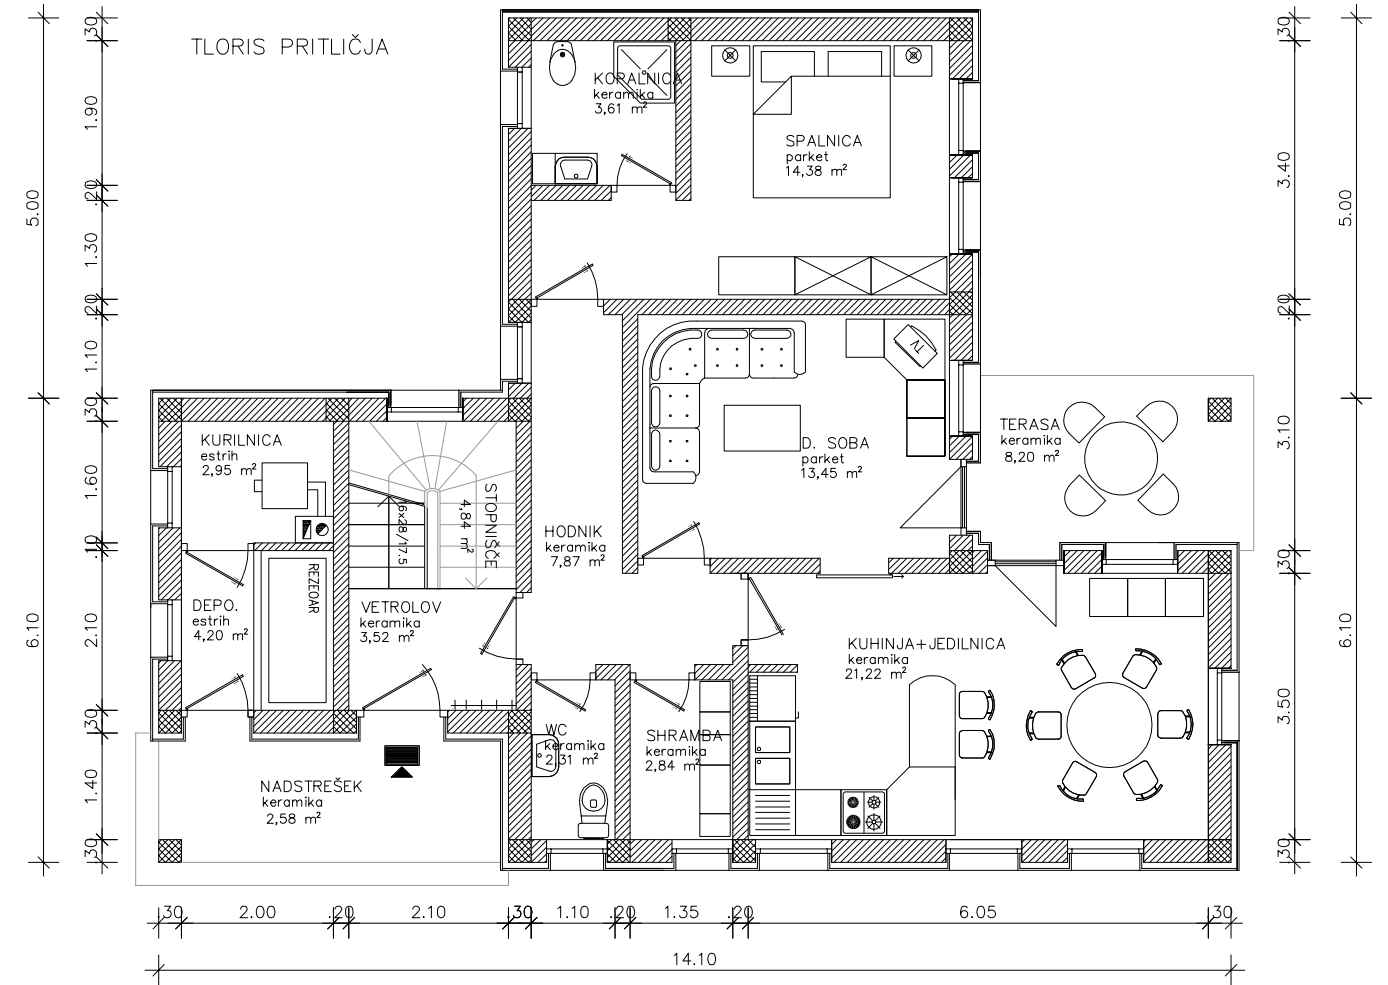 TLORIS PRITLIČJA
KOPALNICA
keramika
3,61 m²
SPALNICA
parket
14,38 m²
KURILNICA
estrih
2,95 m²
STOPNIŠČE
4,84 m²
16x28/17.5
HODNIK
keramika
7,87 m²
TV
D. SOBA
parket
13,45 m²
TERASA
keramika
8,20 m²
REZEOAR
DEPO.
estrih
4,20 m²
VETROLOV
keramika
3,52 m²
KUHINJA+JEDILNICA
keramika
21,22 m²
WC
keramika
2,31 m²
SHRAMBA
keramika
2,84 m²
NADSTREŠEK
keramika
2,58 m²
5.00
6.10
.30
1.90
.20
1.30
.20
1.10
.30
1.60
.10
2.10
.30
1.40
.30
.30
3.40
.20
3.10
.30
3.50
.30
5.00
6.10
.30
2.00
.20
2.10
.30
.30
1.10
.20
1.35
.20
6.05
.30
14.10